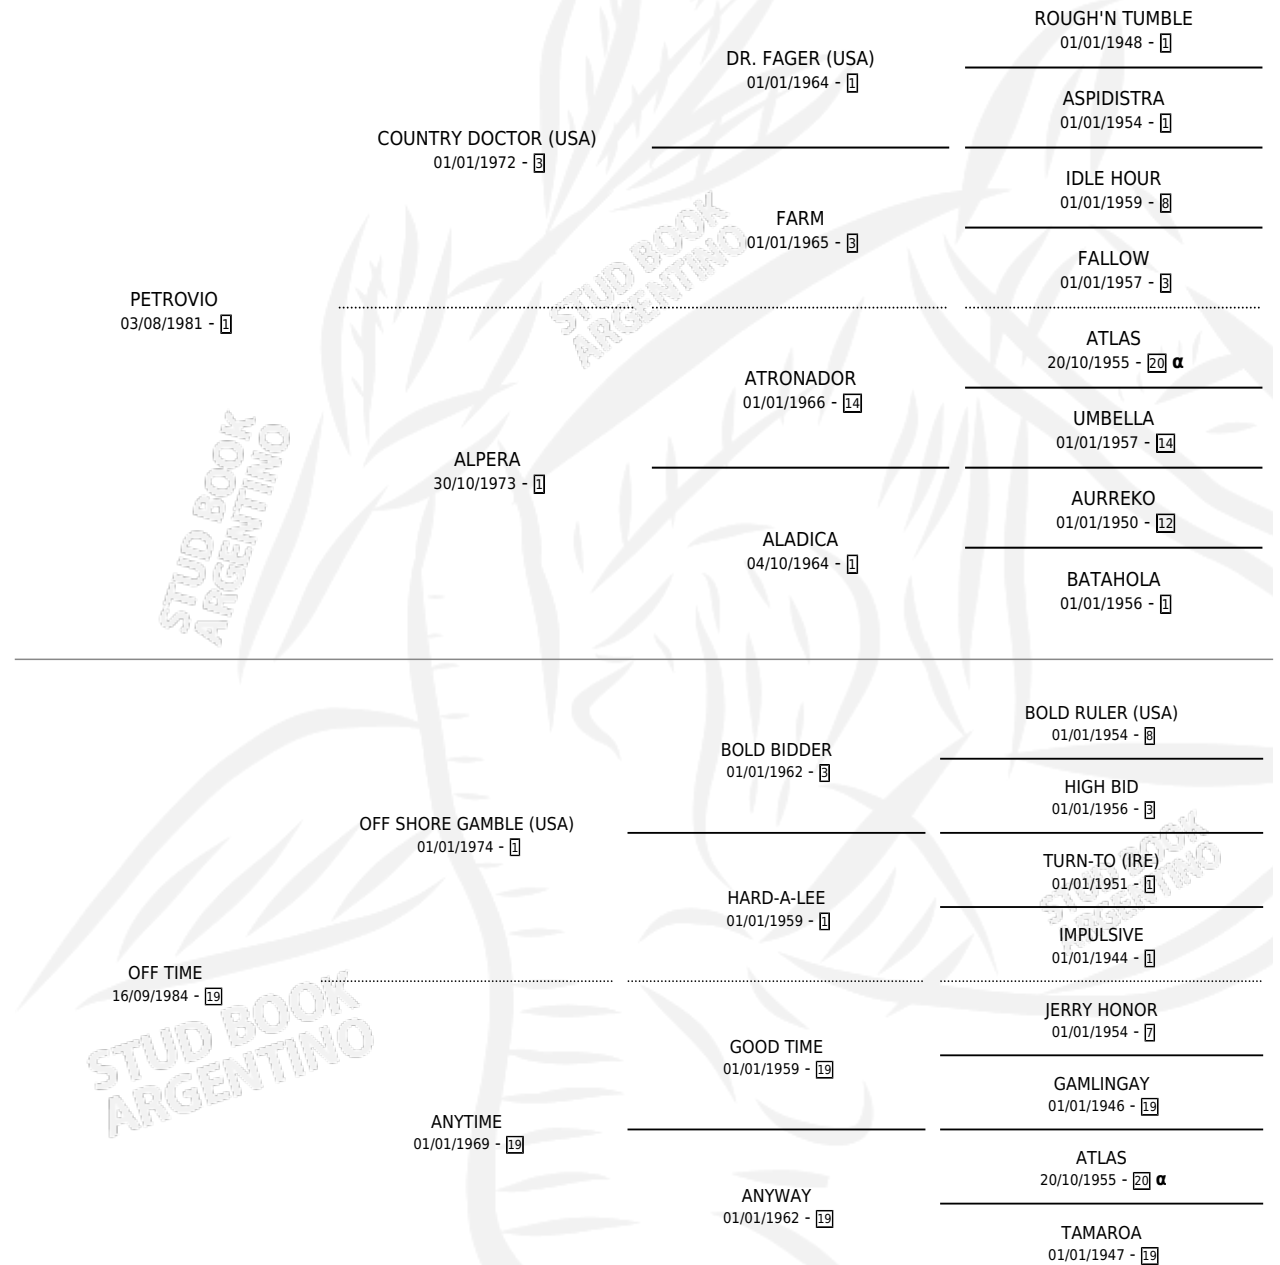 ROUGH'N TUMBLE
01/01/1948 - 1
DR. FAGER (USA)
01/01/1964 - 1
ASPIDISTRA
01/01/1954 - 1
COUNTRY DOCTOR (USA)
01/01/1972 - 3
IDLE HOUR
01/01/1959 - 8
FARM
01/01/1965 - 3
FALLOW
01/01/1957 - 3
PETROVIO
03/08/1981 - 1
ATLAS
20/10/1955 - 20 α
ATRONADOR
01/01/1966 - 14
UMBELLA
01/01/1957 - 14
ALPERA
30/10/1973 - 1
AURREKO
01/01/1950 - 12
ALADICA
04/10/1964 - 1
BATAHOLA
01/01/1956 - 1
BOLD RULER (USA)
01/01/1954 - 8
BOLD BIDDER
01/01/1962 - 3
HIGH BID
01/01/1956 - 3
OFF SHORE GAMBLE (USA)
01/01/1974 - 1
TURN-TO (IRE)
01/01/1951 - 1
HARD-A-LEE
01/01/1959 - 1
IMPULSIVE
01/01/1944 - 1
OFF TIME
16/09/1984 - 19
JERRY HONOR
01/01/1954 - 7
GOOD TIME
01/01/1959 - 19
GAMLINGAY
01/01/1946 - 19
ANYTIME
01/01/1969 - 19
ATLAS
20/10/1955 - 20 α
ANYWAY
01/01/1962 - 19
TAMAROA
01/01/1947 - 19
STUD BOOK
ARGENTINO
STUD BOOK
ARGENTINO
STUD BOOK
ARGENTINO
STUD BOOK
ARGENTINO